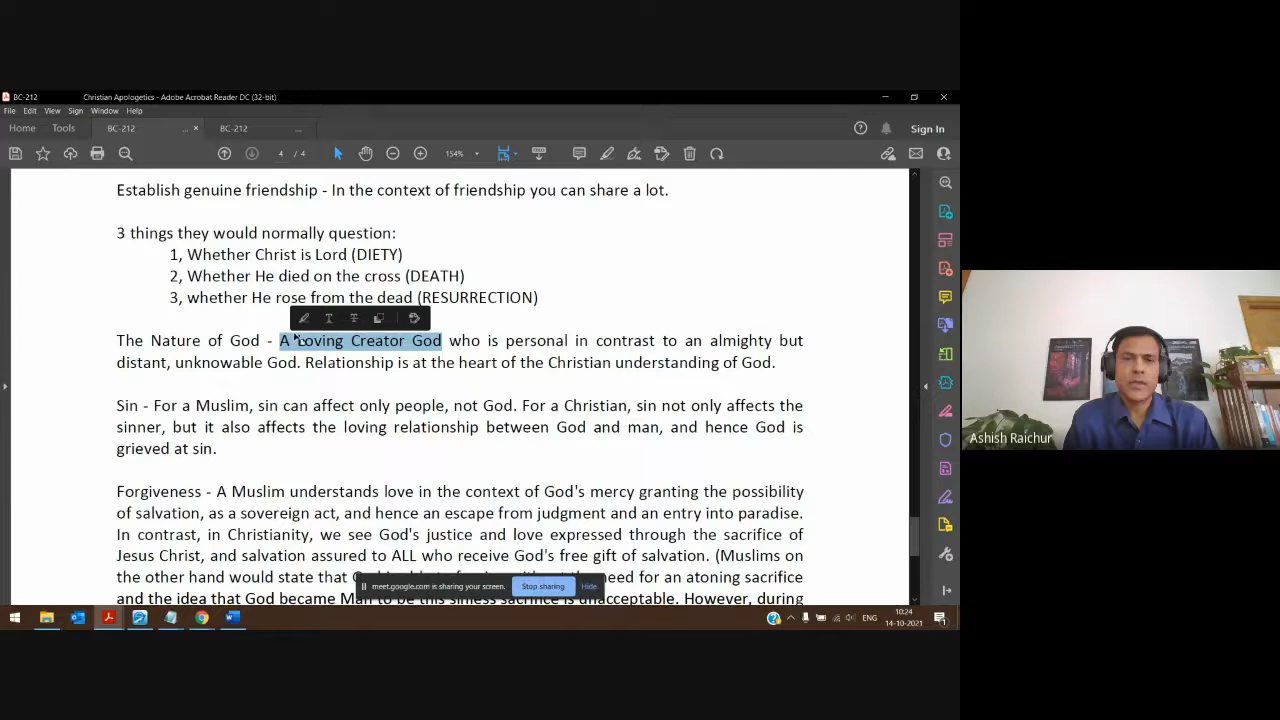 BC-212 Christian Apologetics - Adobe Acrobat Reader DC (32-bit)
File Edit View Sign Window Help
Home Tools BC-212 ... × BC-212 ... Sign In
4 / 4 154%
Establish genuine friendship - In the context of friendship you can share a lot.
3 things they would normally question:
1, Whether Christ is Lord (DIETY)
2, Whether He died on the cross (DEATH)
3, whether He rose from the dead (RESURRECTION)
The Nature of God - A Loving Creator God who is personal in contrast to an almighty but
distant, unknowable God. Relationship is at the heart of the Christian understanding of God.
Sin - For a Muslim, sin can affect only people, not God. For a Christian, sin not only affects the
sinner, but it also affects the loving relationship between God and man, and hence God is
grieved at sin.
Forgiveness - A Muslim understands love in the context of God's mercy granting the possibility
of salvation, as a sovereign act, and hence an escape from judgment and an entry into paradise.
In contrast, in Christianity, we see God's justice and love expressed through the sacrifice of
Jesus Christ, and salvation assured to ALL who receive God's free gift of salvation. (Muslims on
the other hand would state that need for an atoning sacrifice
and the idea that God became Man to be this sinless sacrifice is unacceptable. However, during
meet.google.com is sharing your screen. Stop sharing Hide
ENG 10:24
14-10-2021
Ashish Raichur